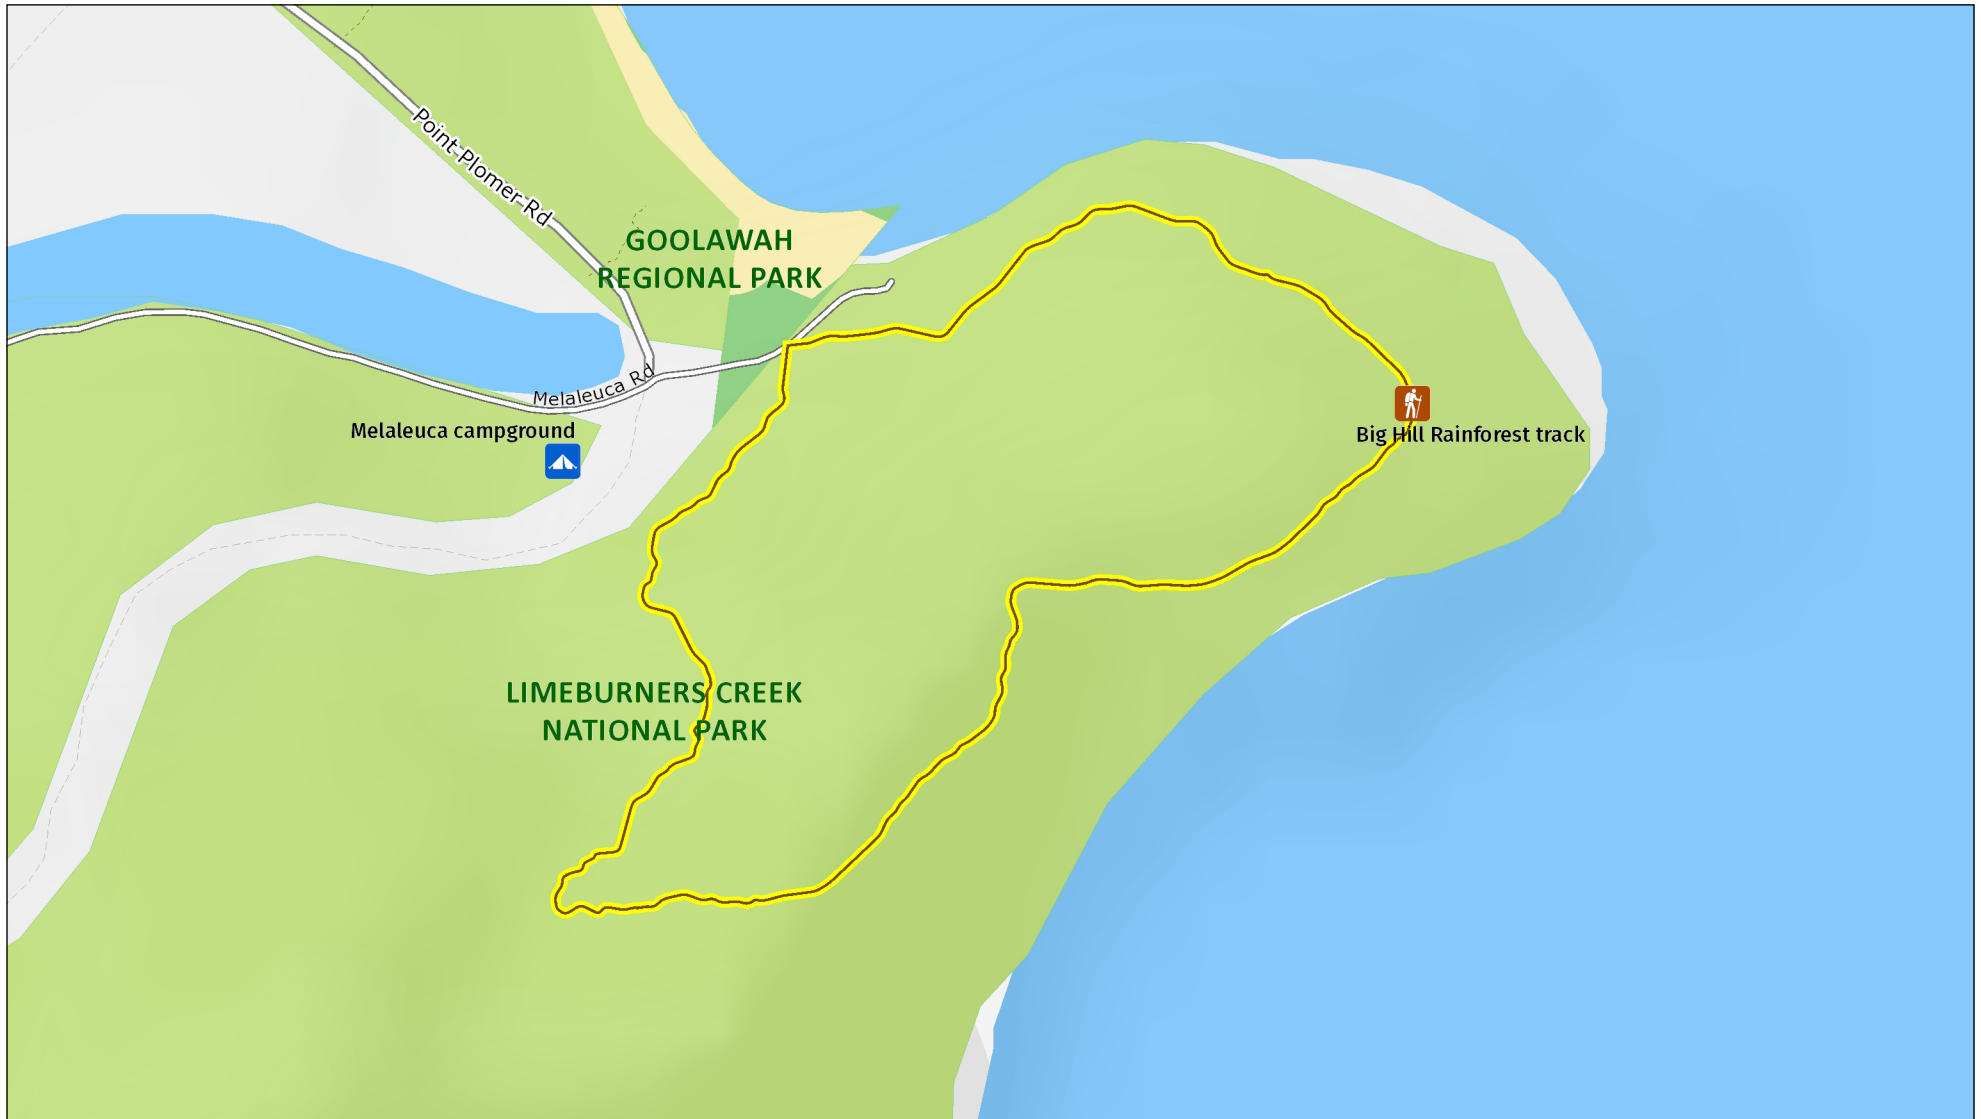 Point Plomer Rd
GOOLAWAH
REGIONAL PARK
Melaleuca Rd
Melaleuca campground
Big Hill Rainforest track
LIMEBURNERS CREEK
NATIONAL PARK